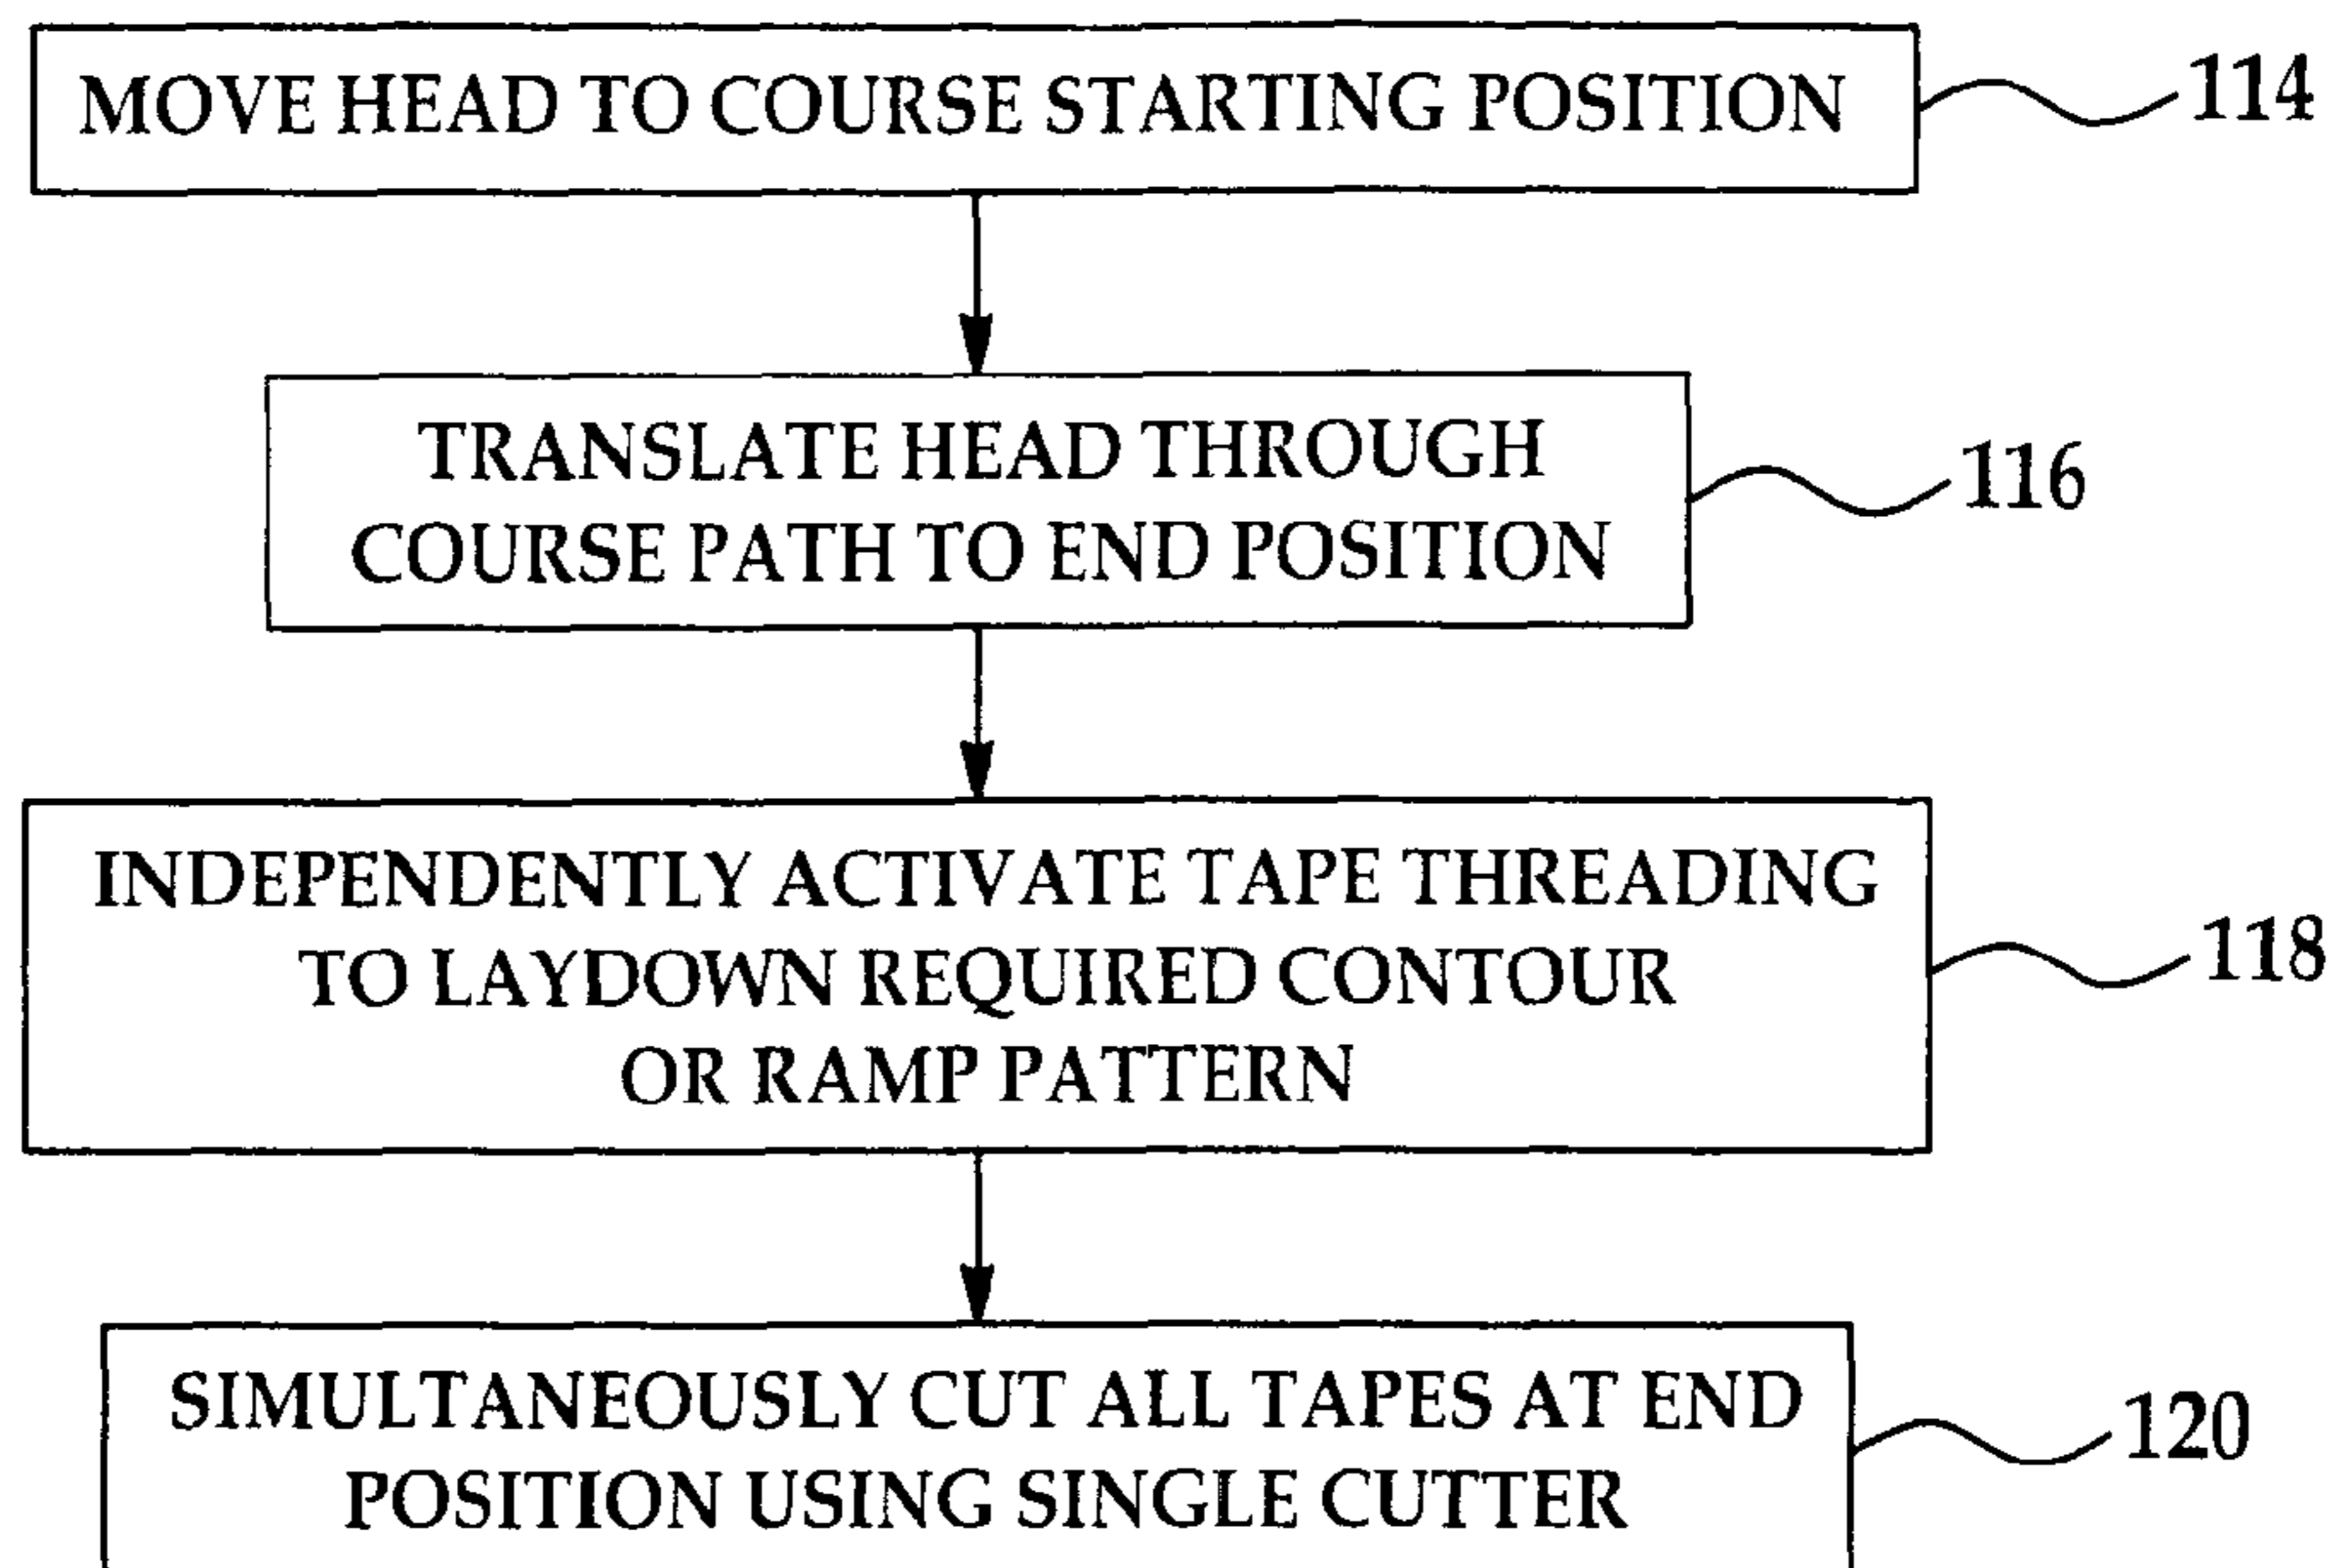 MOVE HEAD TO COURSE STARTING POSITION
114
TRANSLATE HEAD THROUGH
COURSE PATH TO END POSITION
116
INDEPENDENTLY ACTIVATE TAPE THREADING
TO LAYDOWN REQUIRED CONTOUR
OR RAMP PATTERN
118
SIMULTANEOUSLY CUT ALL TAPES AT END
POSITION USING SINGLE CUTTER
120